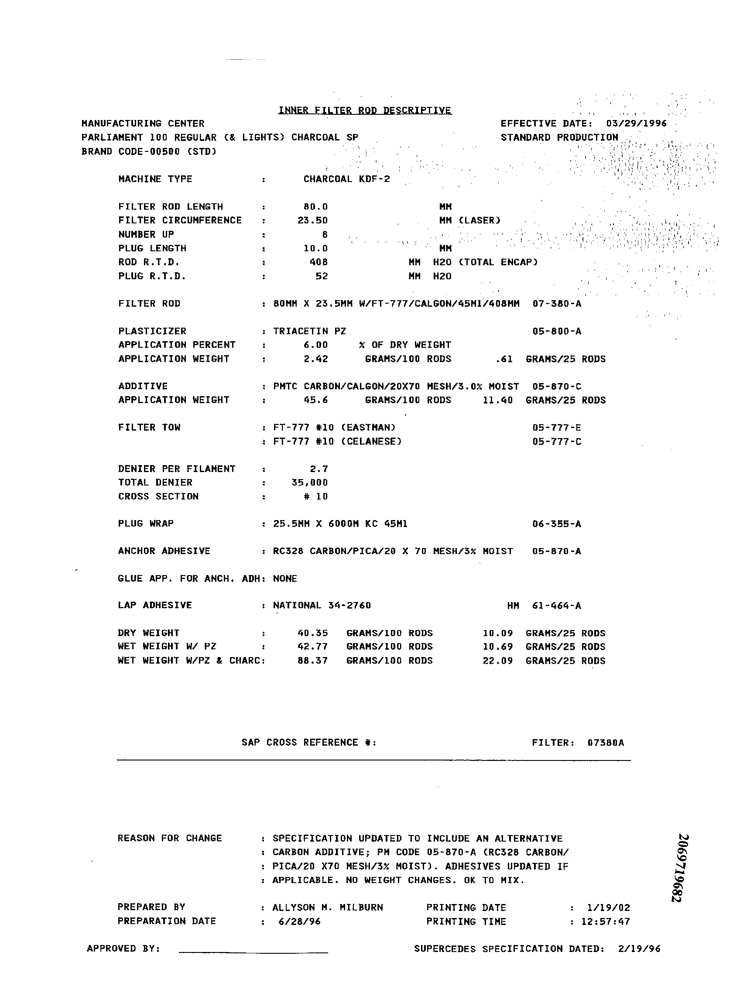 INNER FILTER ROD DESCRIPTIVE
MANUFACTURING CENTER EFFECTIVE DATE: 03/29/1996
PARLIAMENT 100 REGULAR (& LIGHTS) CHARCOAL SP STANDARD PRODUCTION
BRAND CODE-00500 (STD)
MACHINE TYPE : CHARCOAL KDF-2
FILTER ROD LENGTH : 80.0 MM
FILTER CIRCUMFERENCE : 23.50 MM (LASER)
NUMBER UP : 8
PLUG LENGTH : 10.0 MM
ROD R.T.D. : 408 MM H2O (TOTAL ENCAP)
PLUG R.T.D. : 52 MM H2O
FILTER ROD : 80MM X 23.5MM W/FT-777/CALGON/45M1/408MM 07-380-A
PLASTICIZER : TRIACETIN PZ 05-800-A
APPLICATION PERCENT : 6.00 % OF DRY WEIGHT
APPLICATION WEIGHT : 2.42 GRAMS/100 RODS .61 GRAMS/25 RODS
ADDITIVE : PMTC CARBON/CALGON/20X70 MESH/3.0% MOIST 05-870-C
APPLICATION WEIGHT : 45.6 GRAMS/100 RODS 11.40 GRAMS/25 RODS
FILTER TOW : FT-777 #10 (EASTMAN) 05-777-E
: FT-777 #10 (CELANESE) 05-777-C
DENIER PER FILAMENT : 2.7
TOTAL DENIER : 35,000
CROSS SECTION : # 10
PLUG WRAP : 25.5MM X 6000M KC 45M1 06-355-A
ANCHOR ADHESIVE : RC328 CARBON/PICA/20 X 70 MESH/3% MOIST 05-870-A
GLUE APP. FOR ANCH. ADH: NONE
LAP ADHESIVE : NATIONAL 34-2760 HM 61-464-A
DRY WEIGHT : 40.35 GRAMS/100 RODS 10.09 GRAMS/25 RODS
WET WEIGHT W/ PZ : 42.77 GRAMS/100 RODS 10.69 GRAMS/25 RODS
WET WEIGHT W/PZ & CHARC: 88.37 GRAMS/100 RODS 22.09 GRAMS/25 RODS
SAP CROSS REFERENCE #: FILTER: 07380A
REASON FOR CHANGE : SPECIFICATION UPDATED TO INCLUDE AN ALTERNATIVE
: CARBON ADDITIVE; PM CODE 05-870-A (RC328 CARBON/
: PICA/20 X70 MESH/3% MOIST). ADHESIVES UPDATED IF
: APPLICABLE. NO WEIGHT CHANGES. OK TO MIX.
PREPARED BY : ALLYSON M. MILBURN PRINTING DATE : 1/19/02
PREPARATION DATE : 6/28/96 PRINTING TIME : 12:57:47
APPROVED BY: SUPERCEDES SPECIFICATION DATED: 2/19/96
2069719682